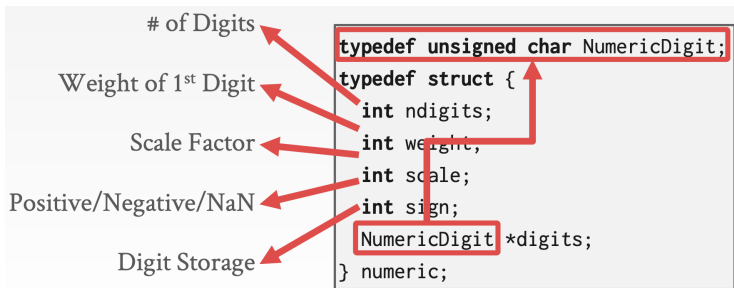 # of Digits
Weight of 1st Digit
Scale Factor
Positive/Negative/NaN
Digit Storage
typedef unsigned char NumericDigit;
typedef struct {
int ndigits;
int weight;
int scale;
int sign;
NumericDigit *digits;
} numeric;